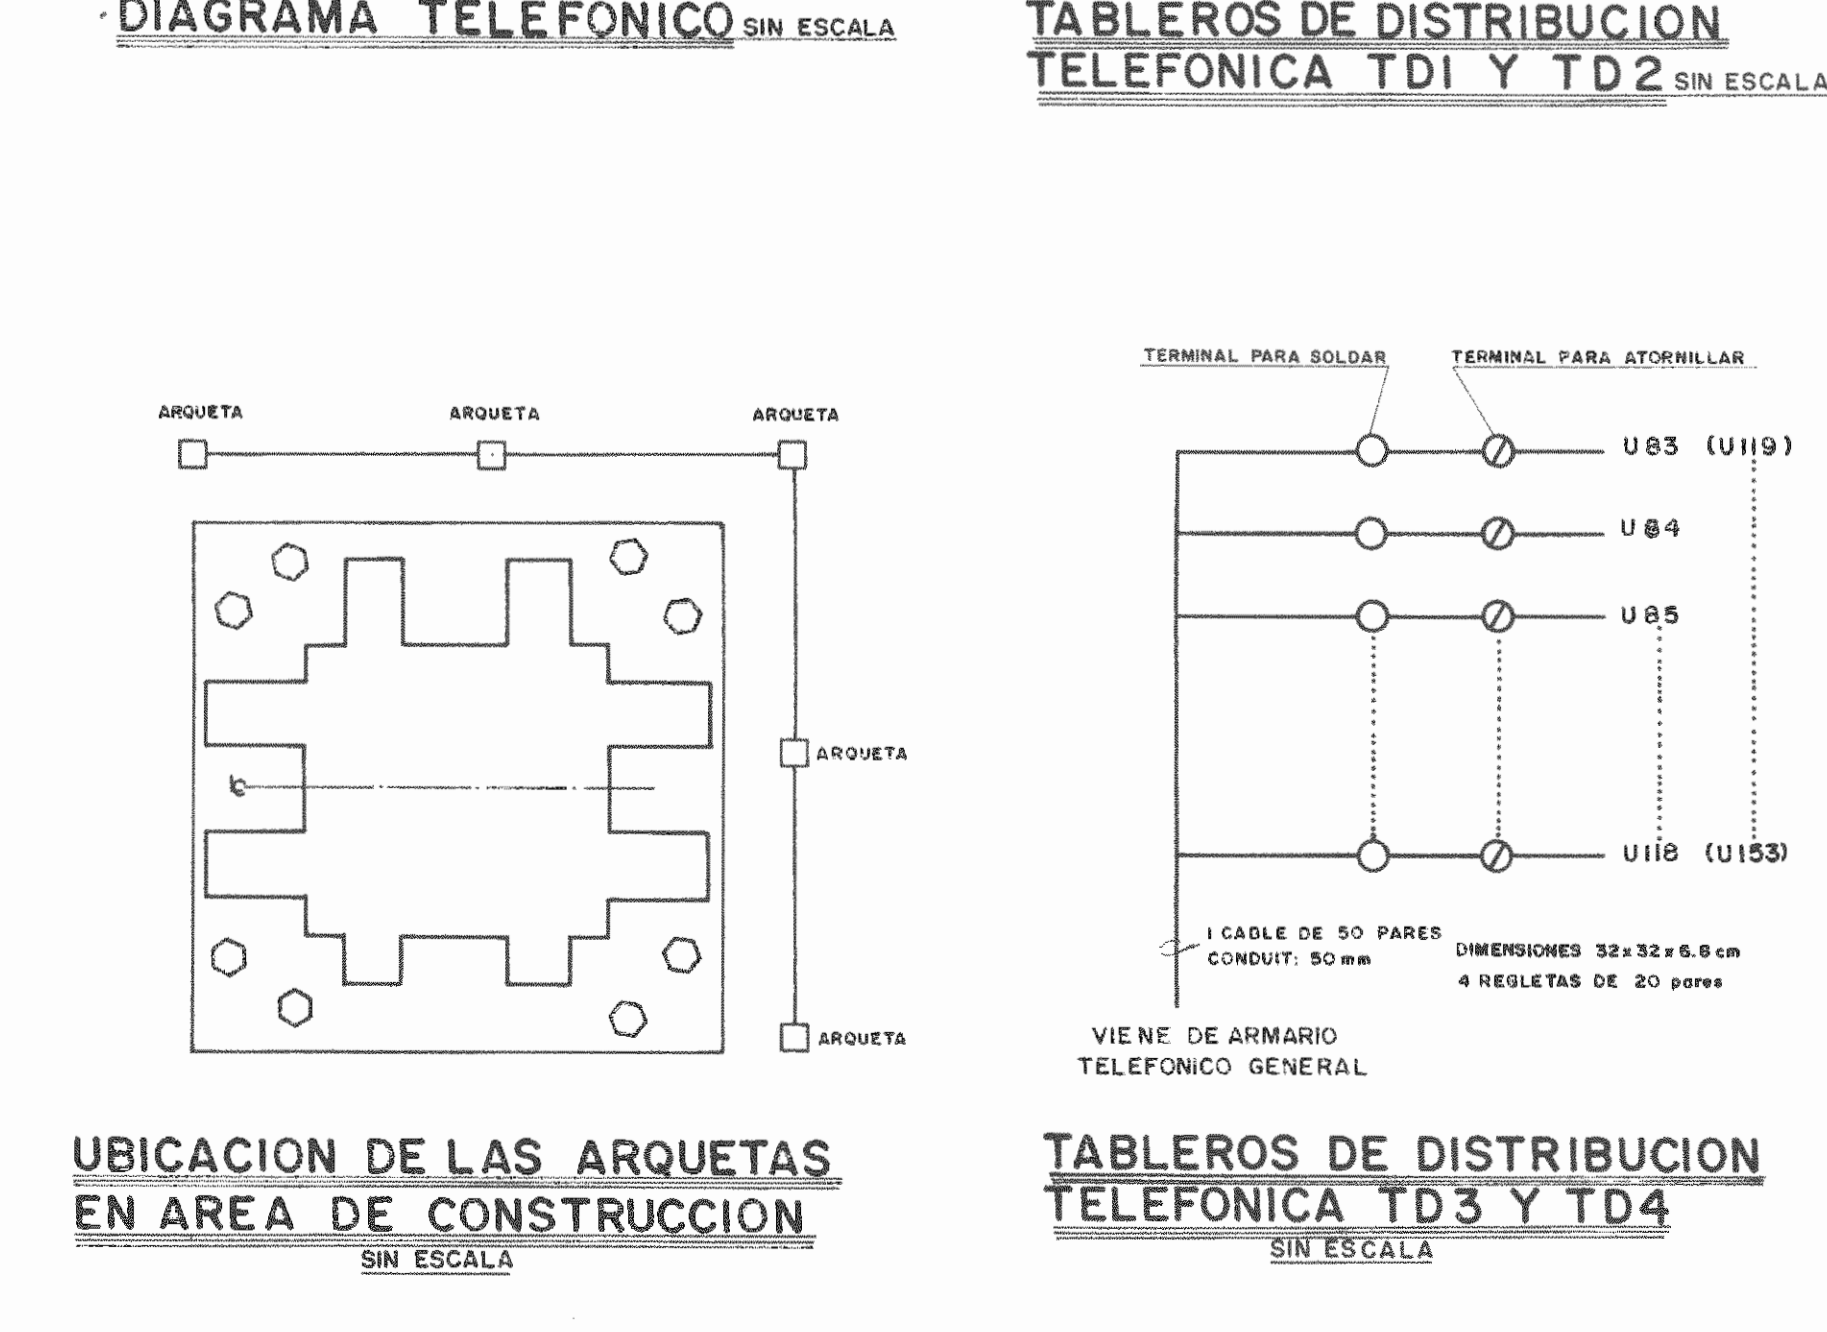 DIAGRAMA TELEFONICO SIN ESCALA
TABLEROS DE DISTRIBUCION
TELEFONICA TD1 Y TD2 SIN ESCALA
ARQUETA
ARQUETA
ARQUETA
ARQUETA
ARQUETA
UBICACION DE LAS ARQUETAS
EN AREA DE CONSTRUCCION
SIN ESCALA
TERMINAL PARA SOLDAR
TERMINAL PARA ATORNILLAR
U83 (U119)
U84
U85
U118 (U153)
1 CABLE DE 50 PARES
CONDUIT: 50 mm
DIMENSIONES 32x32x6.8 cm
4 REGLETAS DE 20 pares
VIENE DE ARMARIO
TELEFONICO GENERAL
TABLEROS DE DISTRIBUCION
TELEFONICA TD3 Y TD4
SIN ESCALA